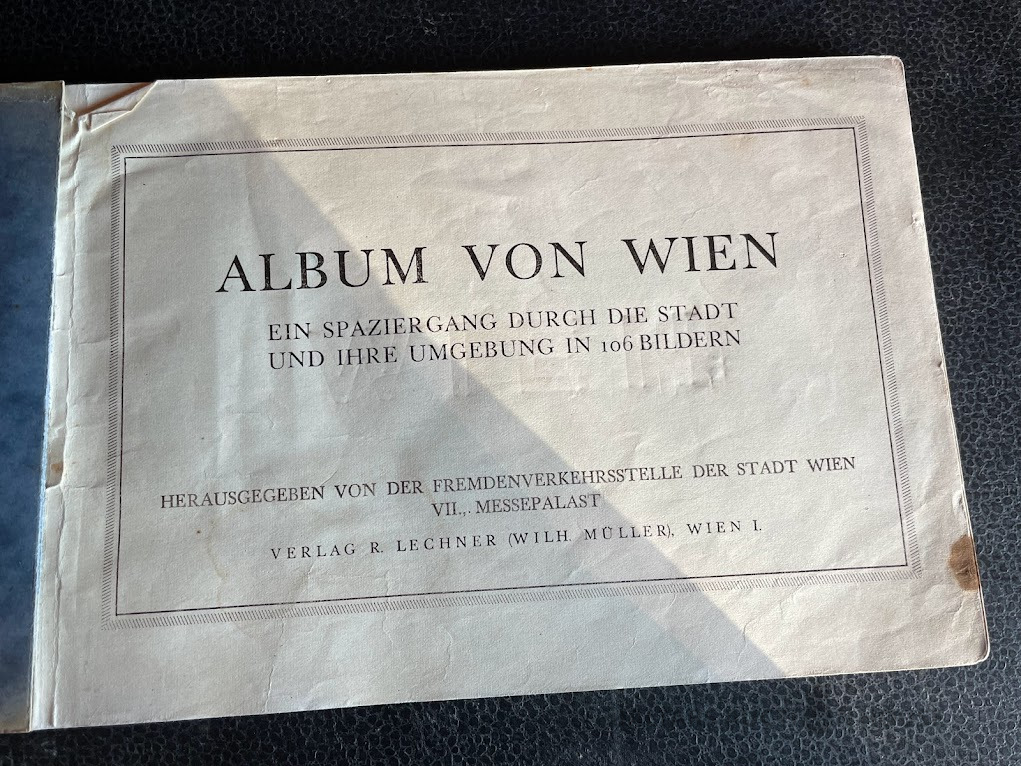 ALBUM VON WIEN
EIN SPAZIERGANG DURCH DIE STADT
UND IHRE UMGEBUNG IN 106 BILDERN
HERAUSGEGEBEN VON DER FREMDENVERKEHRSSTELLE DER STADT WIEN
VII.,. MESSEPALAST
VERLAG R. LECHNER (WILH. MÜLLER), WIEN I.